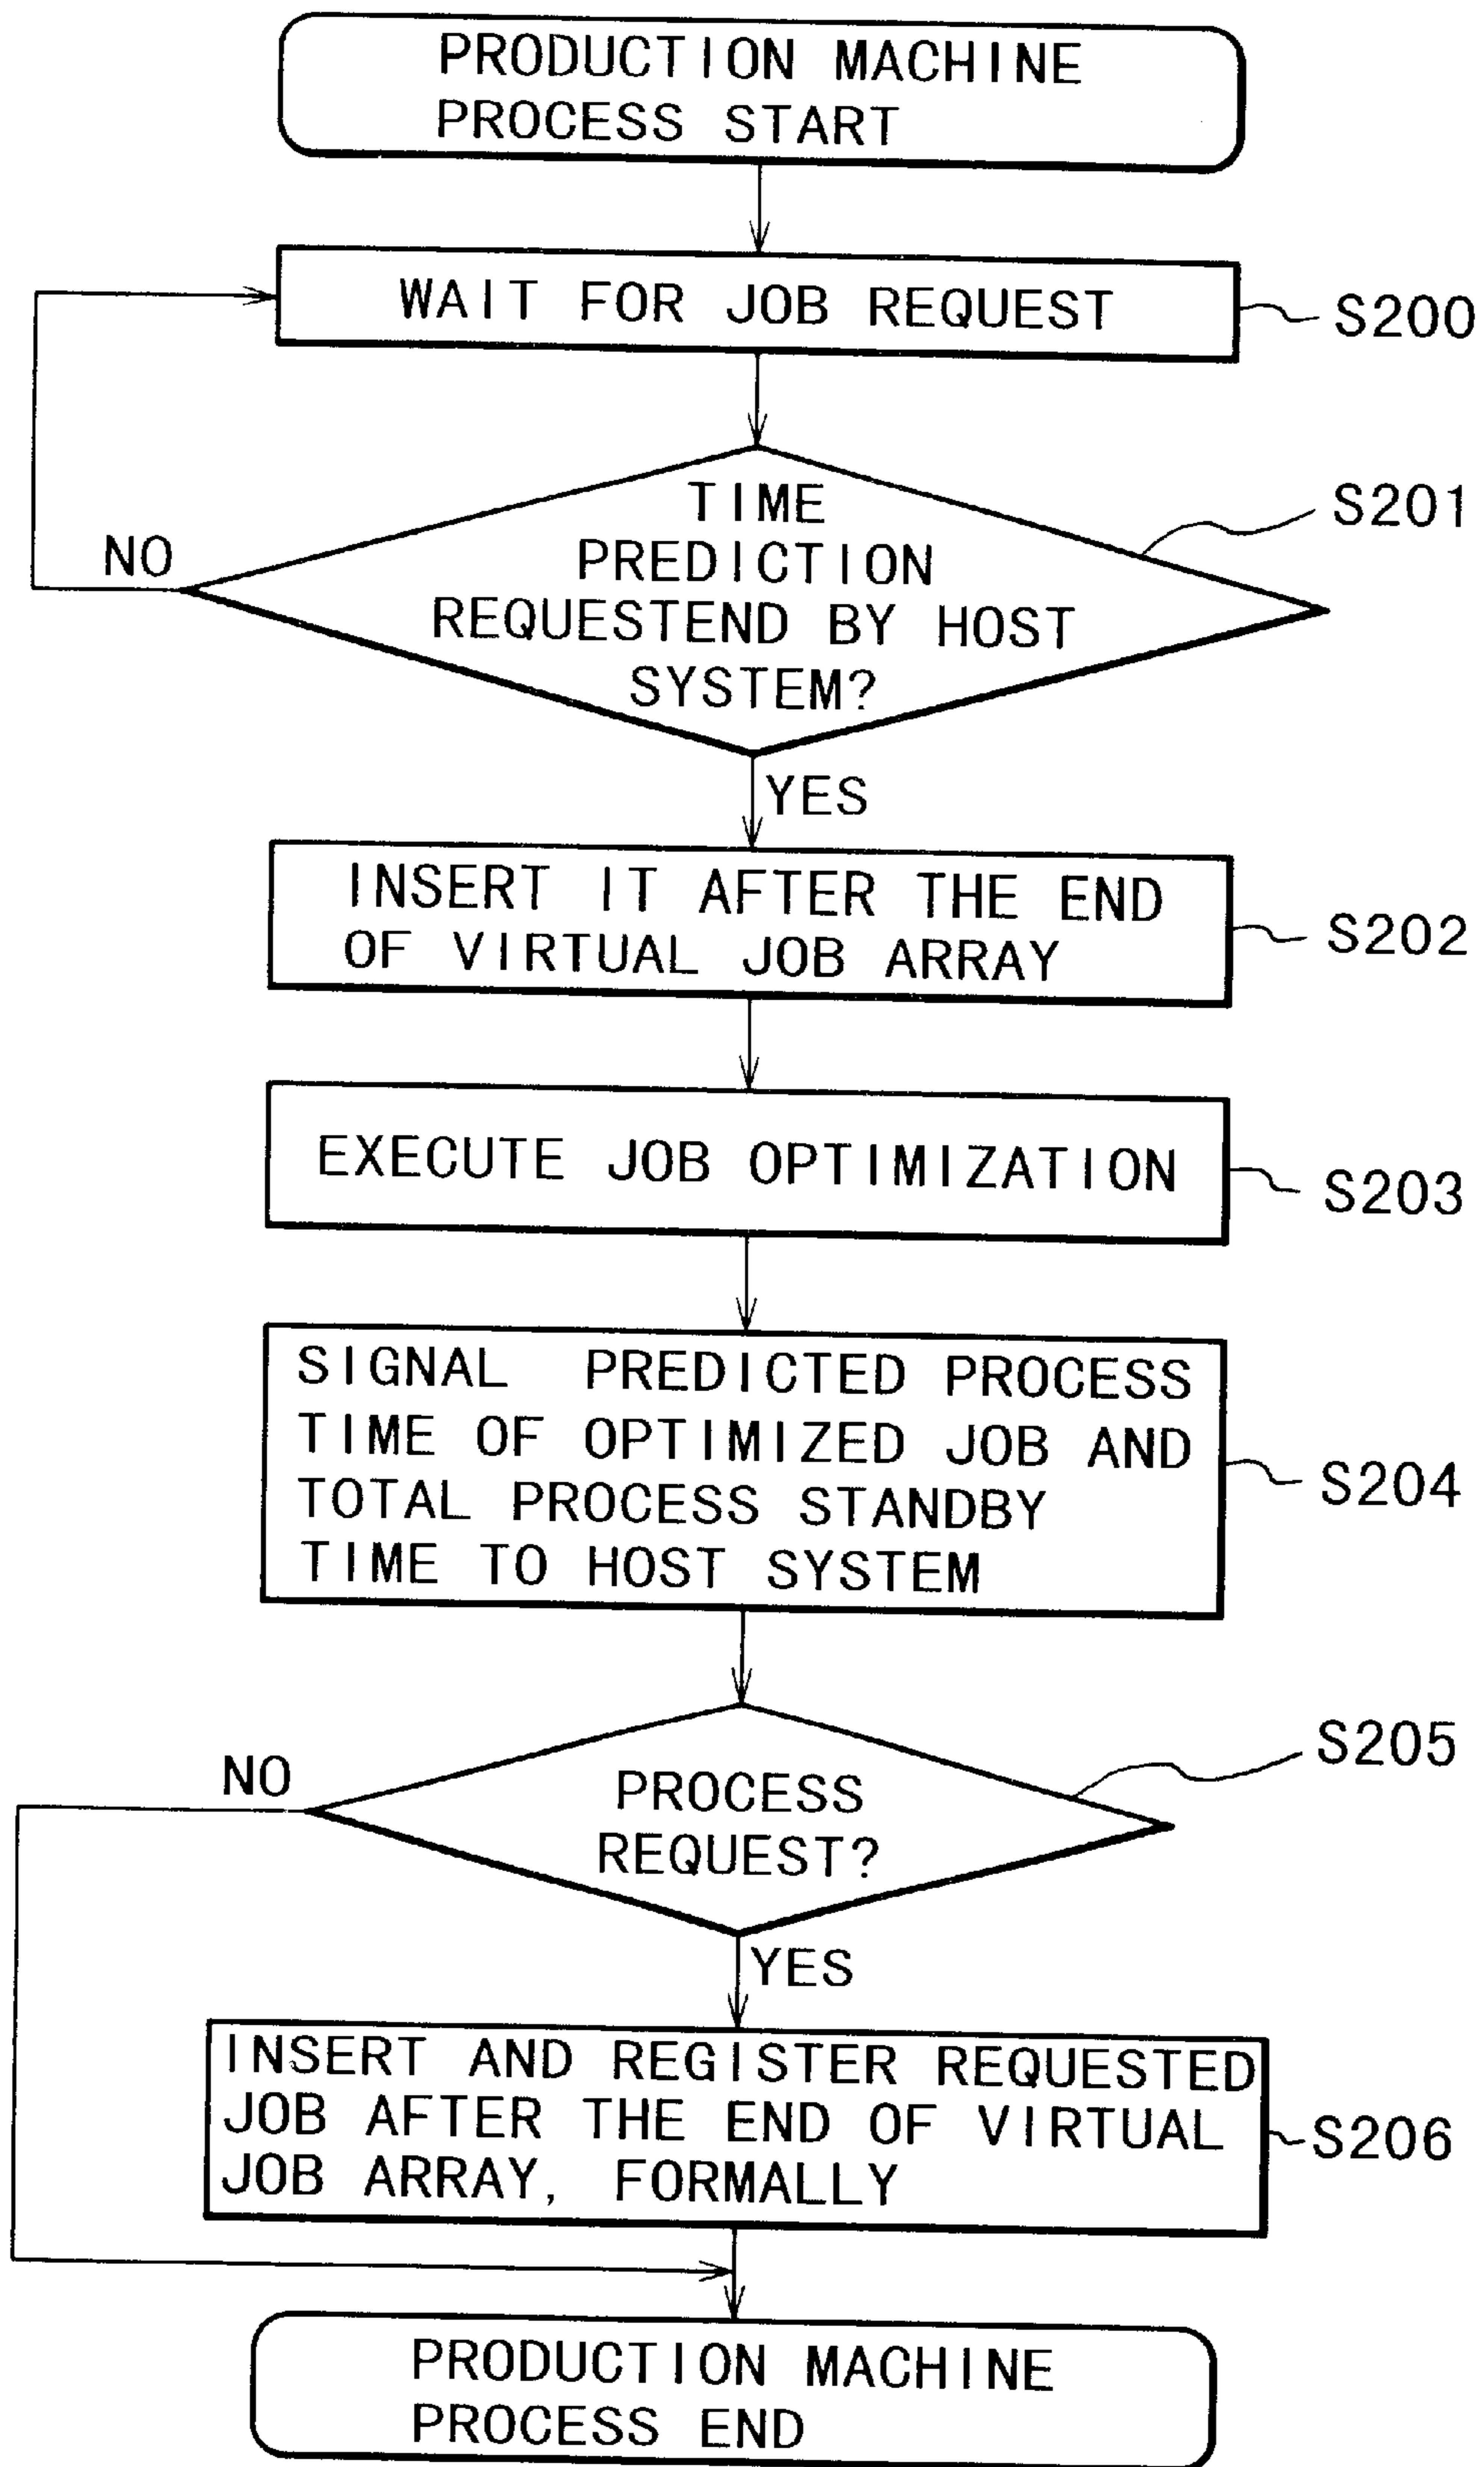 PRODUCTION MACHINE
PROCESS START
WAIT FOR JOB REQUEST
S200
TIME
PREDICTION
REQUESTEND BY HOST
SYSTEM?
S201
NO
YES
INSERT IT AFTER THE END
OF VIRTUAL JOB ARRAY
S202
EXECUTE JOB OPTIMIZATION
S203
SIGNAL PREDICTED PROCESS
TIME OF OPTIMIZED JOB AND
TOTAL PROCESS STANDBY
TIME TO HOST SYSTEM
S204
PROCESS
REQUEST?
S205
NO
YES
INSERT AND REGISTER REQUESTED
JOB AFTER THE END OF VIRTUAL
JOB ARRAY, FORMALLY
S206
PRODUCTION MACHINE
PROCESS END